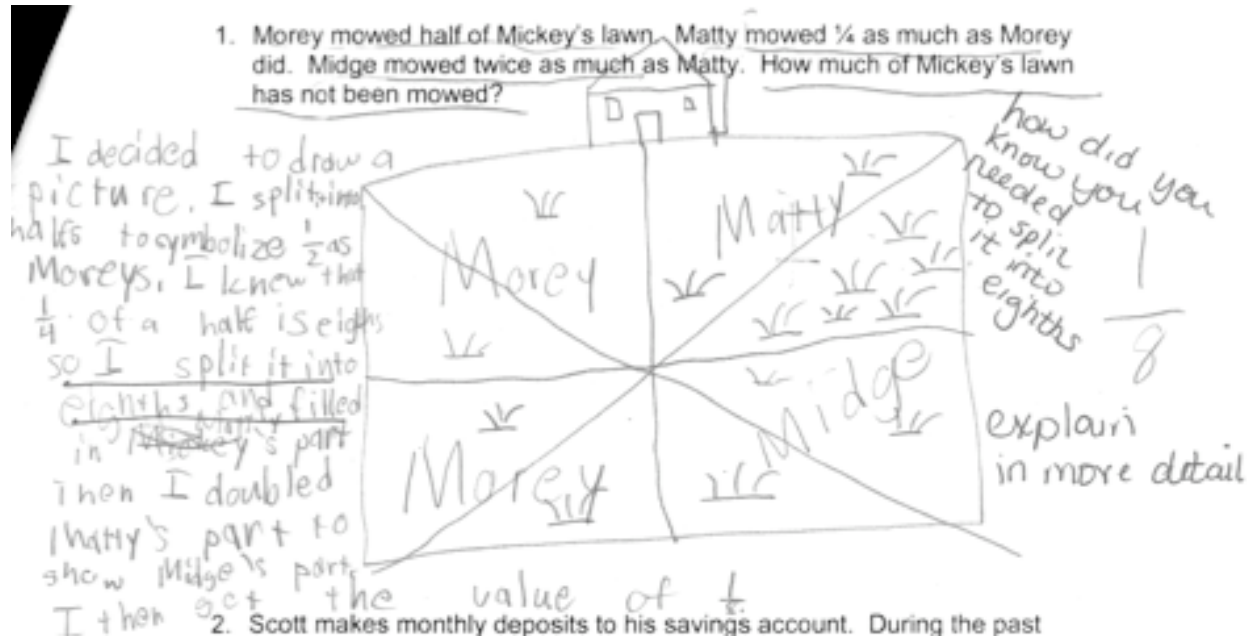 1. Morey mowed half of Mickey's lawn. Matty mowed ¼ as much as Morey
did. Midge mowed twice as much as Matty. How much of Mickey's lawn
has not been mowed?
I decided to draw a
picture. I split into
halfs to symbolize 1/2 as
Moreys. I knew that
1/4 of a half is eigths
so I split it into
eighths and filled
in Matty's part
Then I doubled
Matty's part to
show Midge's part.
I then got the value of
Morey
Matty
Morey
Midge
how did you
know you
needed
to split
it into
eighths
1/8
explain
in more detail
2. Scott makes monthly deposits to his savings account. During the past